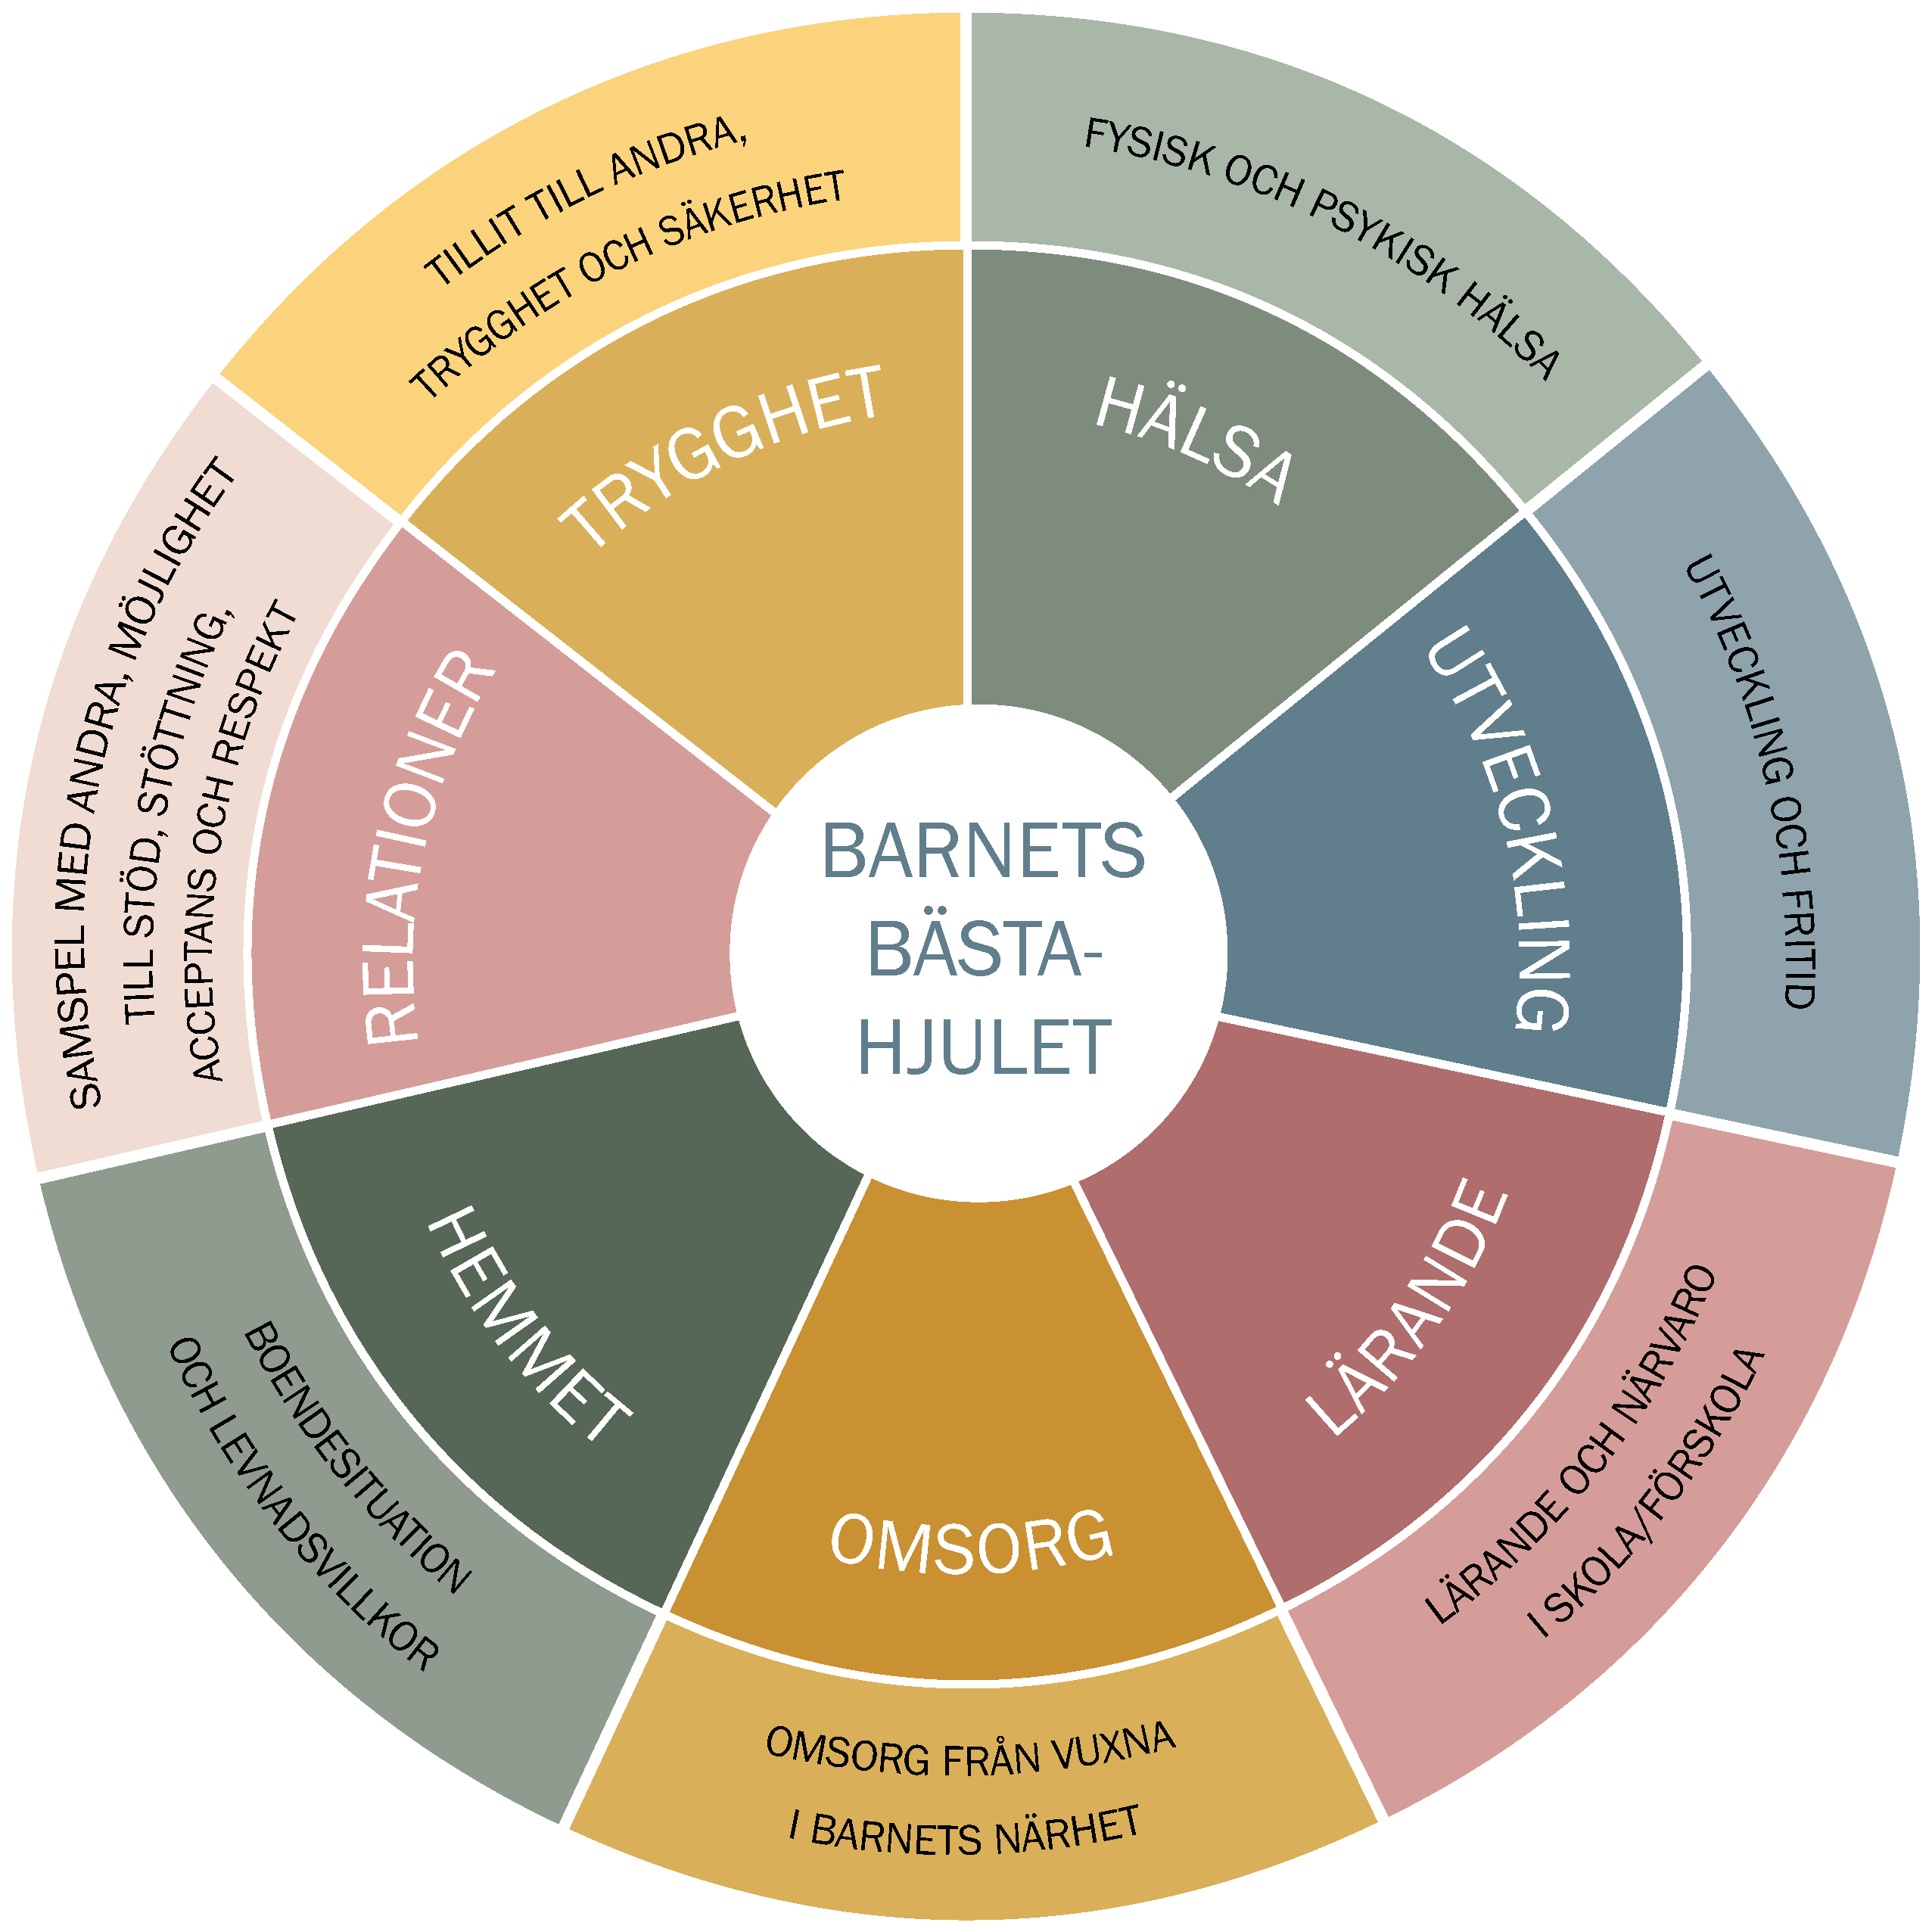 BARNETS
BÄSTA-
HJULET
HÄLSA
FYSISK OCH PSYKISK HÄLSA
UTVECKLING
UTVECKLING OCH FRITID
LÄRANDE
LÄRANDE OCH NÄRVARO
I SKOLA/FÖRSKOLA
OMSORG
OMSORG FRÅN VUXNA
I BARNETS NÄRHET
HEMMET
BOENDESITUATION
OCH LEVNADSVILLKOR
RELATIONER
SAMSPEL MED ANDRA, MÖJLIGHET
TILL STÖD, STÖTTNING,
ACCEPTANS OCH RESPEKT
TRYGGHET
TILLIT TILL ANDRA,
TRYGGHET OCH SÄKERHET